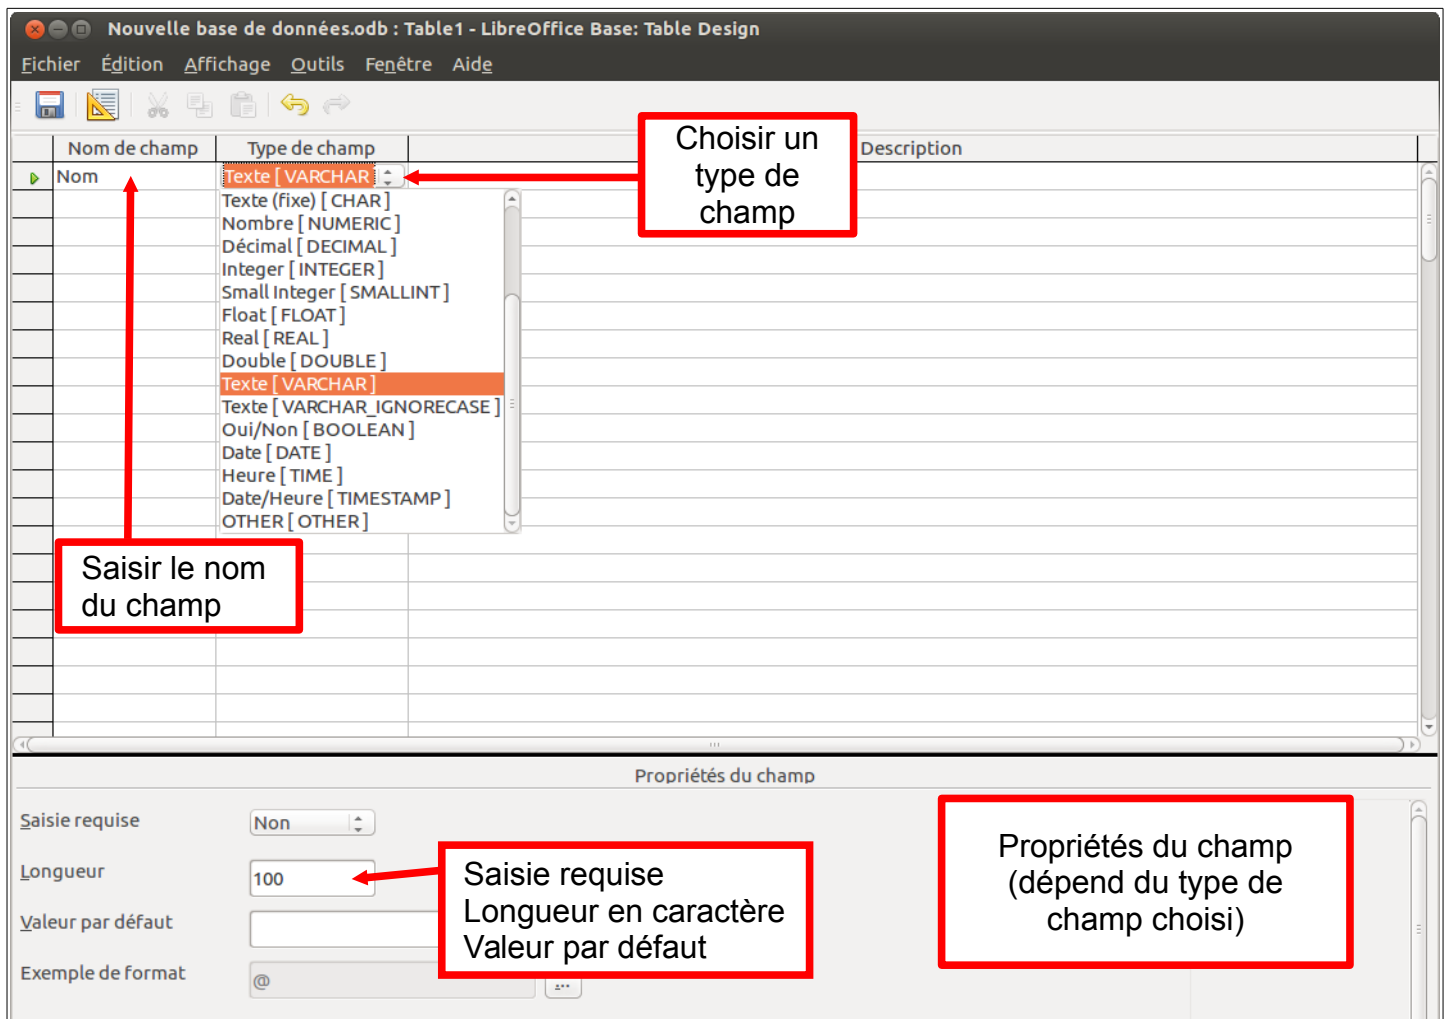 Nouvelle base de données.odb : Table1 - LibreOffice Base: Table Design
Fichier Édition Affichage Outils Fenêtre Aide
Nom de champ Type de champ Description
Nom Texte [ VARCHAR
Choisir un
type de
champ
Texte (fixe) [ CHAR ]
Nombre [ NUMERIC ]
Décimal [ DECIMAL ]
Integer [ INTEGER ]
Small Integer [ SMALLINT ]
Float [ FLOAT ]
Real [ REAL ]
Double [ DOUBLE ]
Texte [ VARCHAR ]
Texte [ VARCHAR_IGNORECASE ]
Oui/Non [ BOOLEAN ]
Date [ DATE ]
Heure [ TIME ]
Date/Heure [ TIMESTAMP ]
OTHER [ OTHER ]
Saisir le nom
du champ
Propriétés du champ
Saisie requise Non
Longueur 100
Valeur par défaut
Exemple de format @ ...
Saisie requise
Longueur en caractère
Valeur par défaut
Propriétés du champ
(dépend du type de
champ choisi)